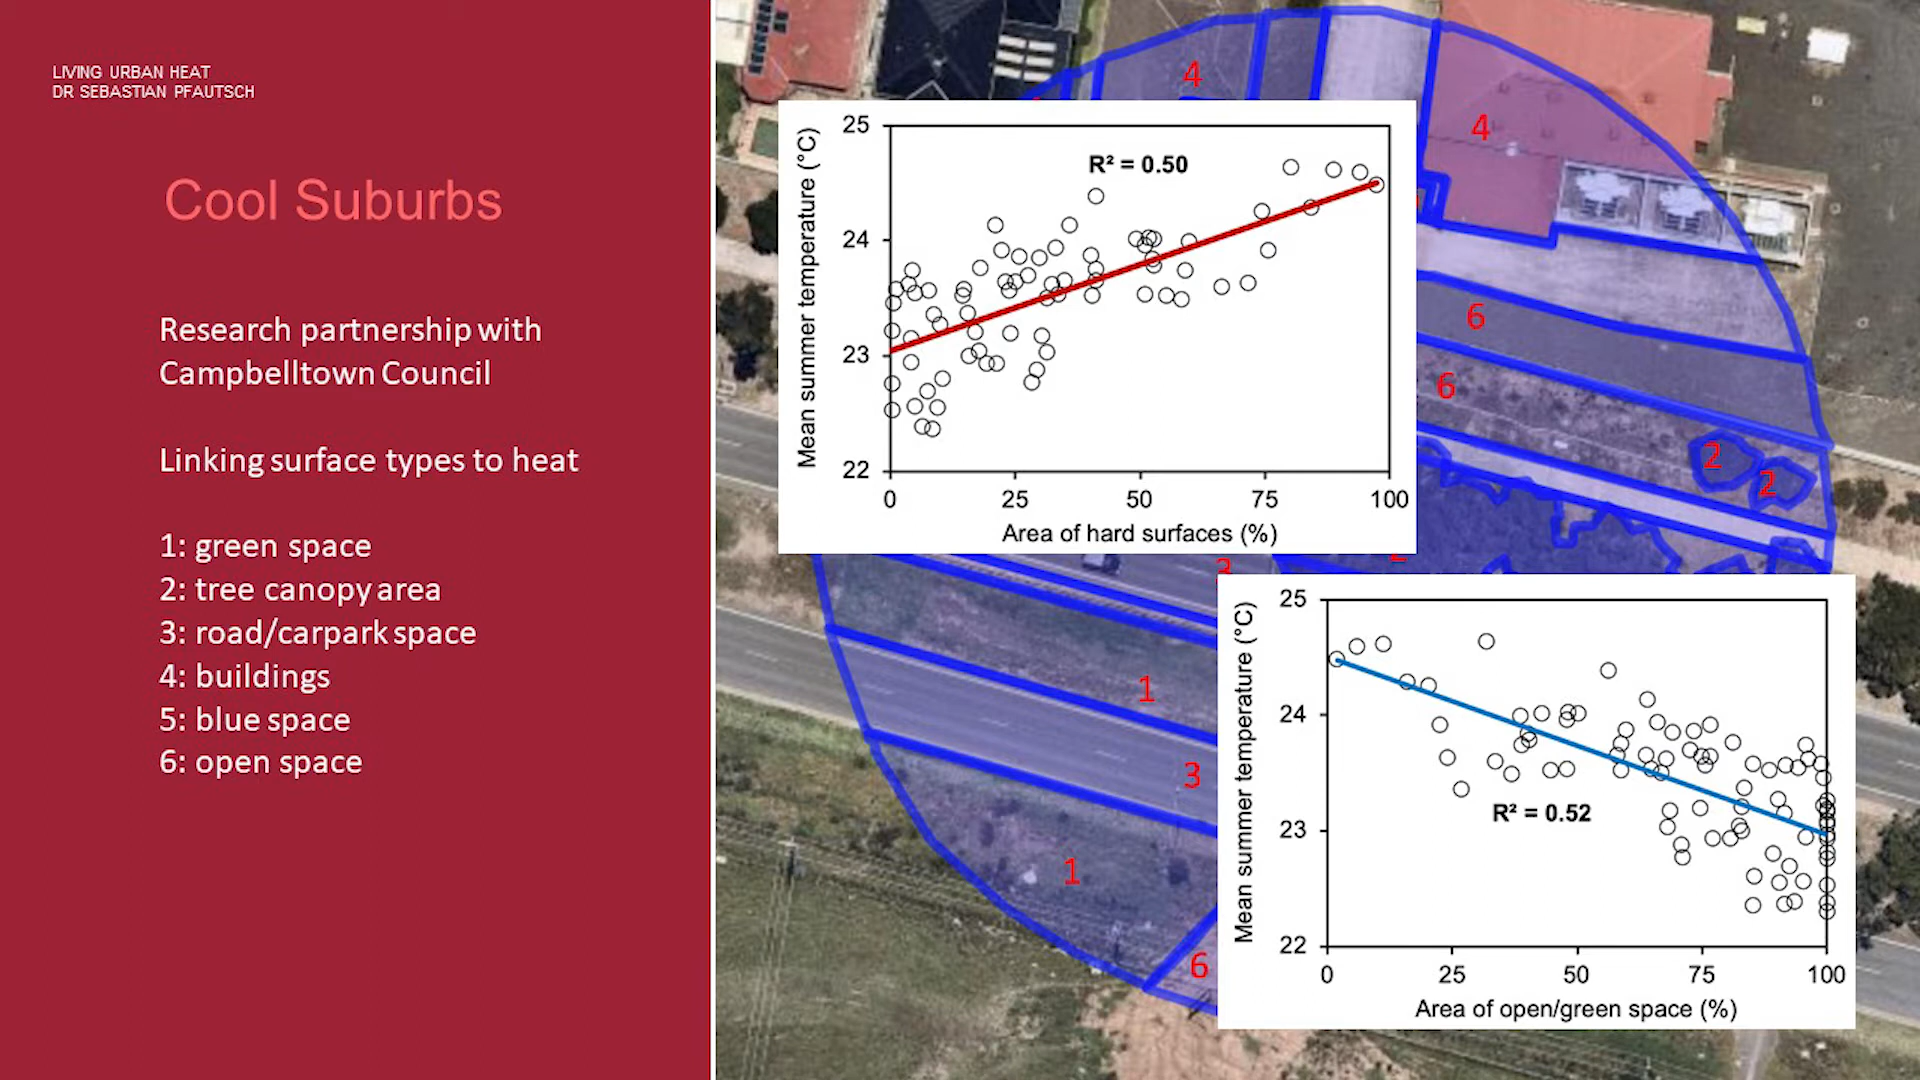 LIVING URBAN HEAT
DR SEBASTIAN PFAUTSCH
Cool Suburbs
Research partnership with
Campbelltown Council
Linking surface types to heat
1: green space
2: tree canopy area
3: road/carpark space
4: buildings
5: blue space
6: open space
4
4
6
6
2
2
3
1
3
1
6
Mean summer temperature (°C)
25
24
23
22
R² = 0.50
0 25 50 75 100
Area of hard surfaces (%)
Mean summer temperature (°C)
25
24
23
22
R² = 0.52
0 25 50 75 100
Area of open/green space (%)